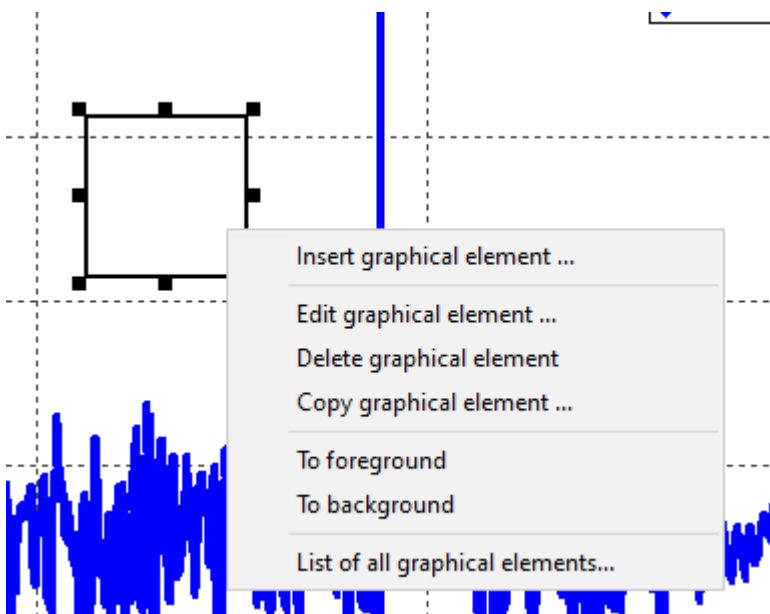 Insert graphical element ...
Edit graphical element ...
Delete graphical element
Copy graphical element ...
To foreground
To background
List of all graphical elements...